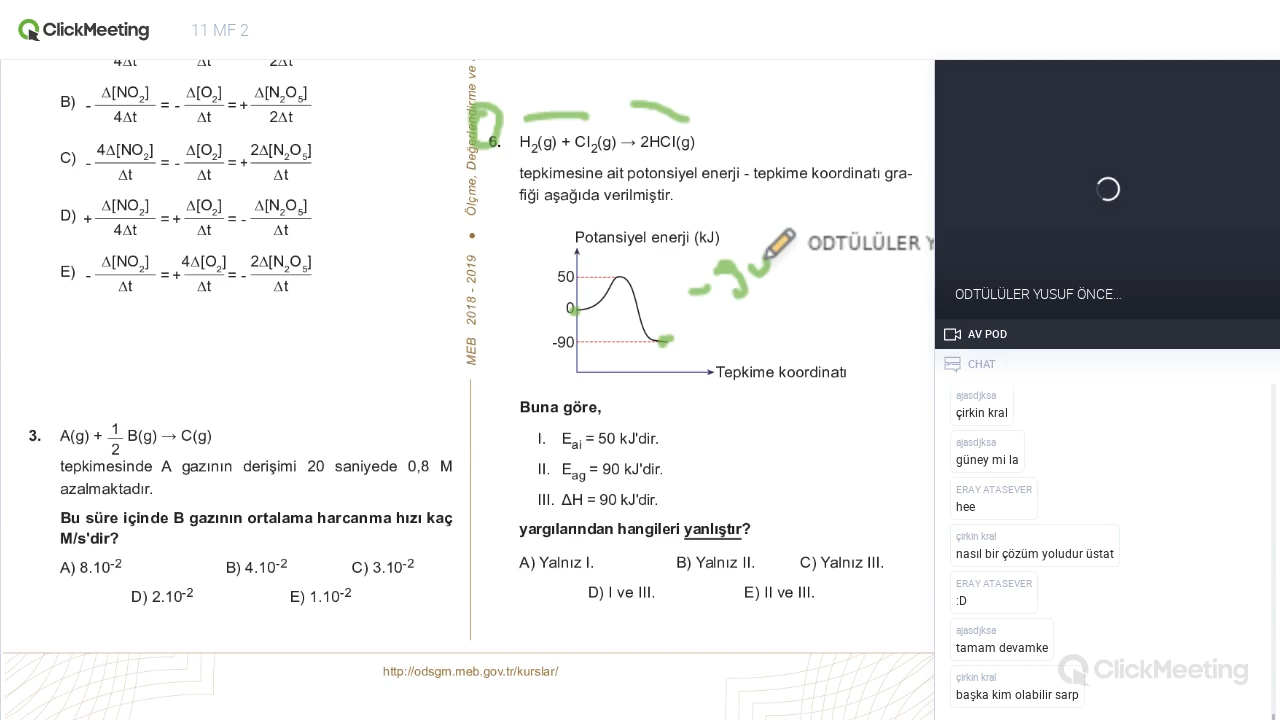 ClickMeeting 11 MF 2
4Δt Δt 2Δt
B) - Δ[NO2]/4Δt = - Δ[O2]/Δt = + Δ[N2O5]/2Δt
C) - 4Δ[NO2]/Δt = - Δ[O2]/Δt = + 2Δ[N2O5]/Δt
D) + Δ[NO2]/4Δt = + Δ[O2]/Δt = - Δ[N2O5]/Δt
E) - Δ[NO2]/Δt = + 4Δ[O2]/Δt = - 2Δ[N2O5]/Δt
3. A(g) + 1/2 B(g) → C(g)
tepkimesinde A gazının derişimi 20 saniyede 0,8 M
azalmaktadır.
Bu süre içinde B gazının ortalama harcanma hızı kaç
M/s'dir?
A) 8.10-2 B) 4.10-2 C) 3.10-2
D) 2.10-2 E) 1.10-2
MEB 2018 - 2019 • Ölçme, Değerlendirme ve
6. H2(g) + CI2(g) → 2HCI(g)
tepkimesine ait potonsiyel enerji - tepkime koordinatı gra-
fiği aşağıda verilmiştir.
Potansiyel enerji (kJ)
50
0
-90
Tepkime koordinatı
-90
ODTÜLÜLER Y
Buna göre,
I. Eai = 50 kJ'dir.
II. Eag = 90 kJ'dir.
III. ΔH = 90 kJ'dir.
yargılarından hangileri yanlıştır?
A) Yalnız I. B) Yalnız II. C) Yalnız III.
D) I ve III. E) II ve III.
http://odsgm.meb.gov.tr/kurslar/
ODTÜLÜLER YUSUF ÖNCE...
AV POD
CHAT
ajasdjksa
çirkin kral
ajasdjksa
güney mi la
ERAY ATASEVER
hee
çirkin kral
nasıl bir çözüm yoludur üstat
ERAY ATASEVER
:D
ajasdjksa
tamam devamke
çirkin kral
başka kim olabilir sarp
ClickMeeting